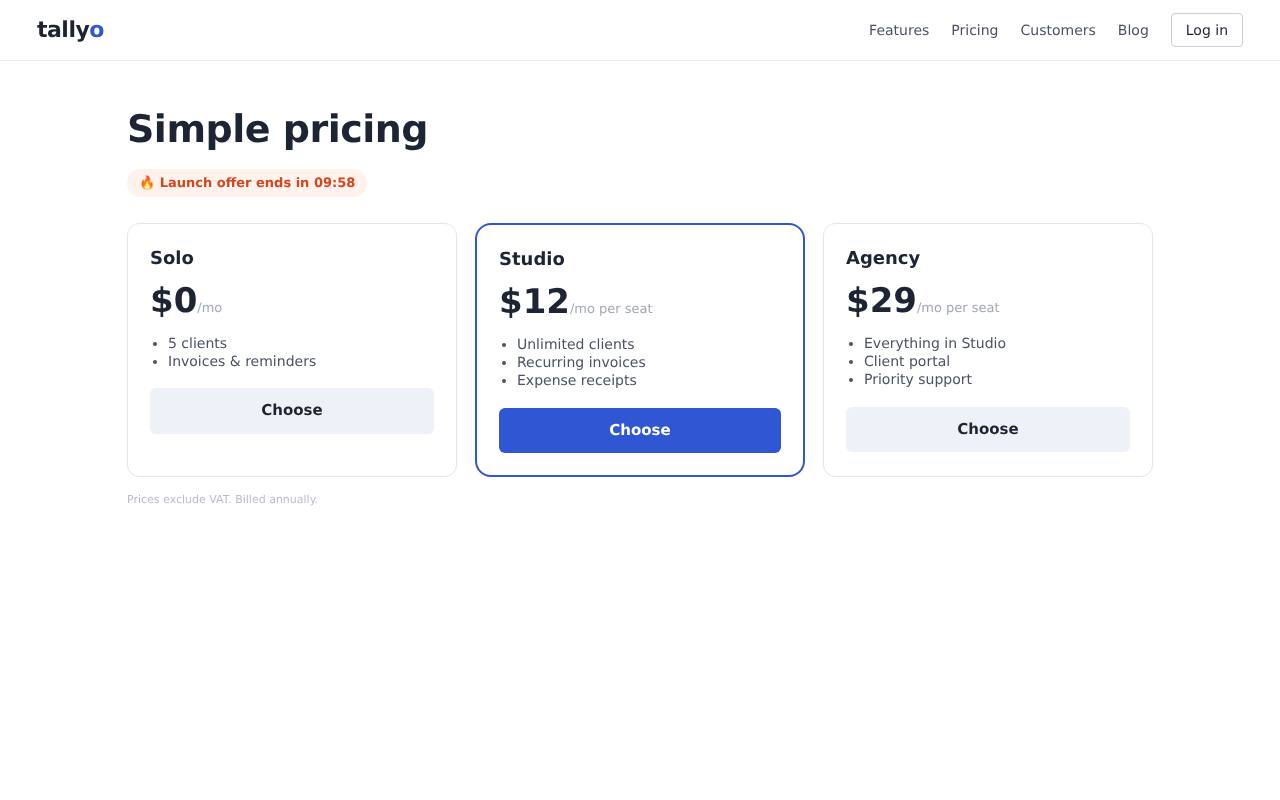 tallyo
Features Pricing Customers Blog Log in
Simple pricing
🔥 Launch offer ends in 09:58
Solo
$0/mo
• 5 clients
• Invoices & reminders
Choose
Studio
$12/mo per seat
• Unlimited clients
• Recurring invoices
• Expense receipts
Choose
Agency
$29/mo per seat
• Everything in Studio
• Client portal
• Priority support
Choose
Prices exclude VAT. Billed annually.